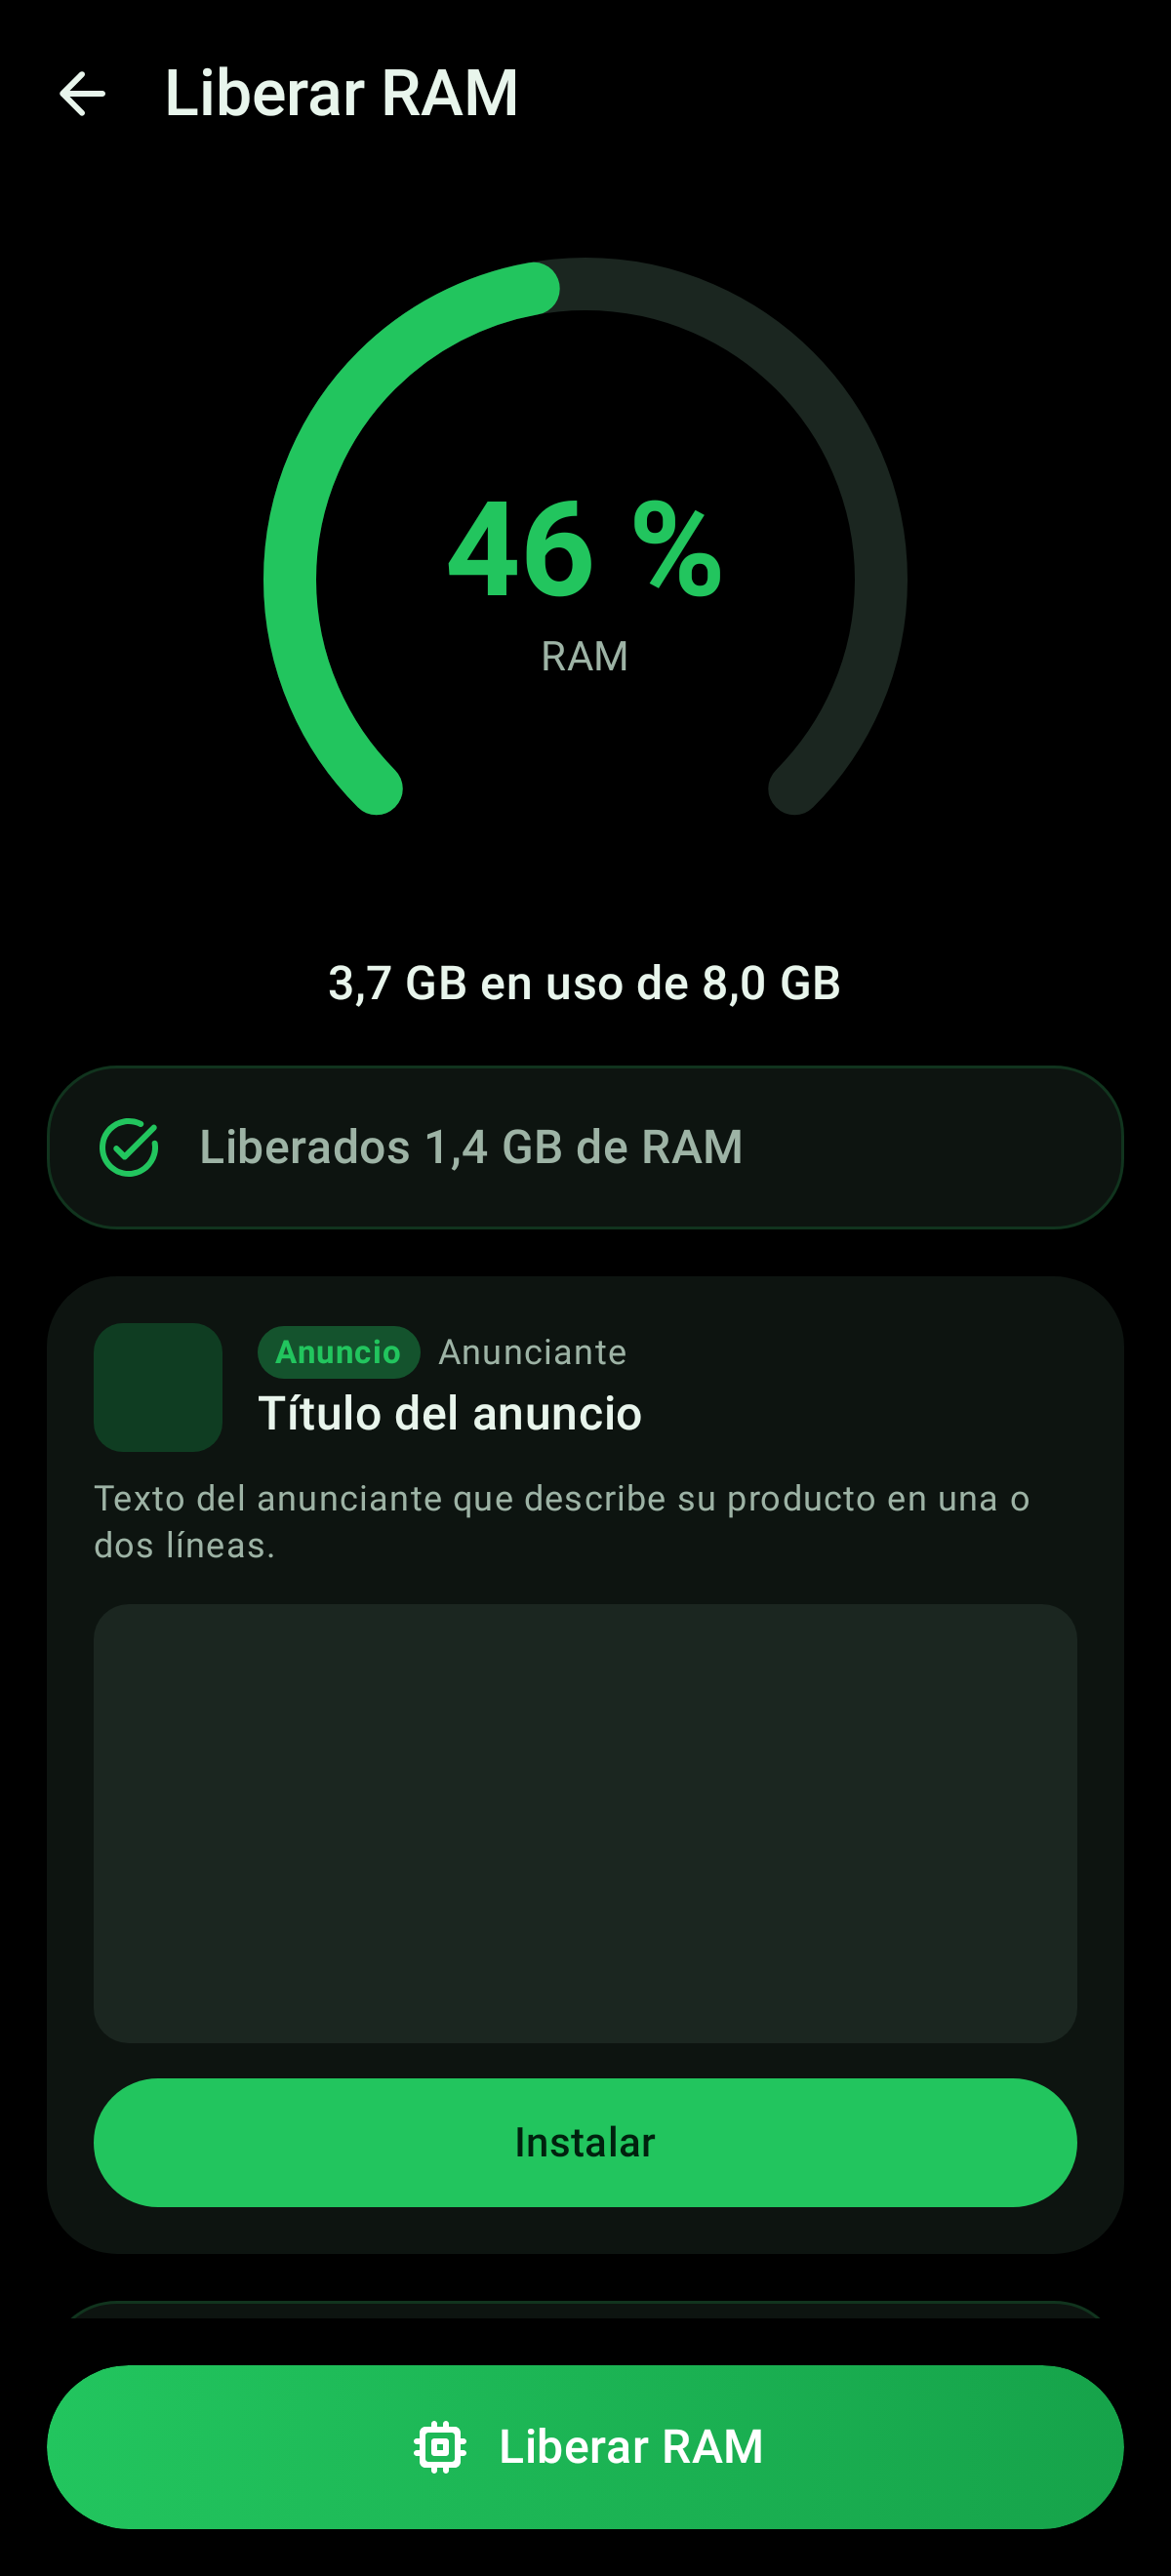 Liberar RAM
46 %
RAM
3,7 GB en uso de 8,0 GB
Liberados 1,4 GB de RAM
Anuncio Anunciante
Título del anuncio
Texto del anunciante que describe su producto en una o
dos líneas.
Instalar
Liberar RAM